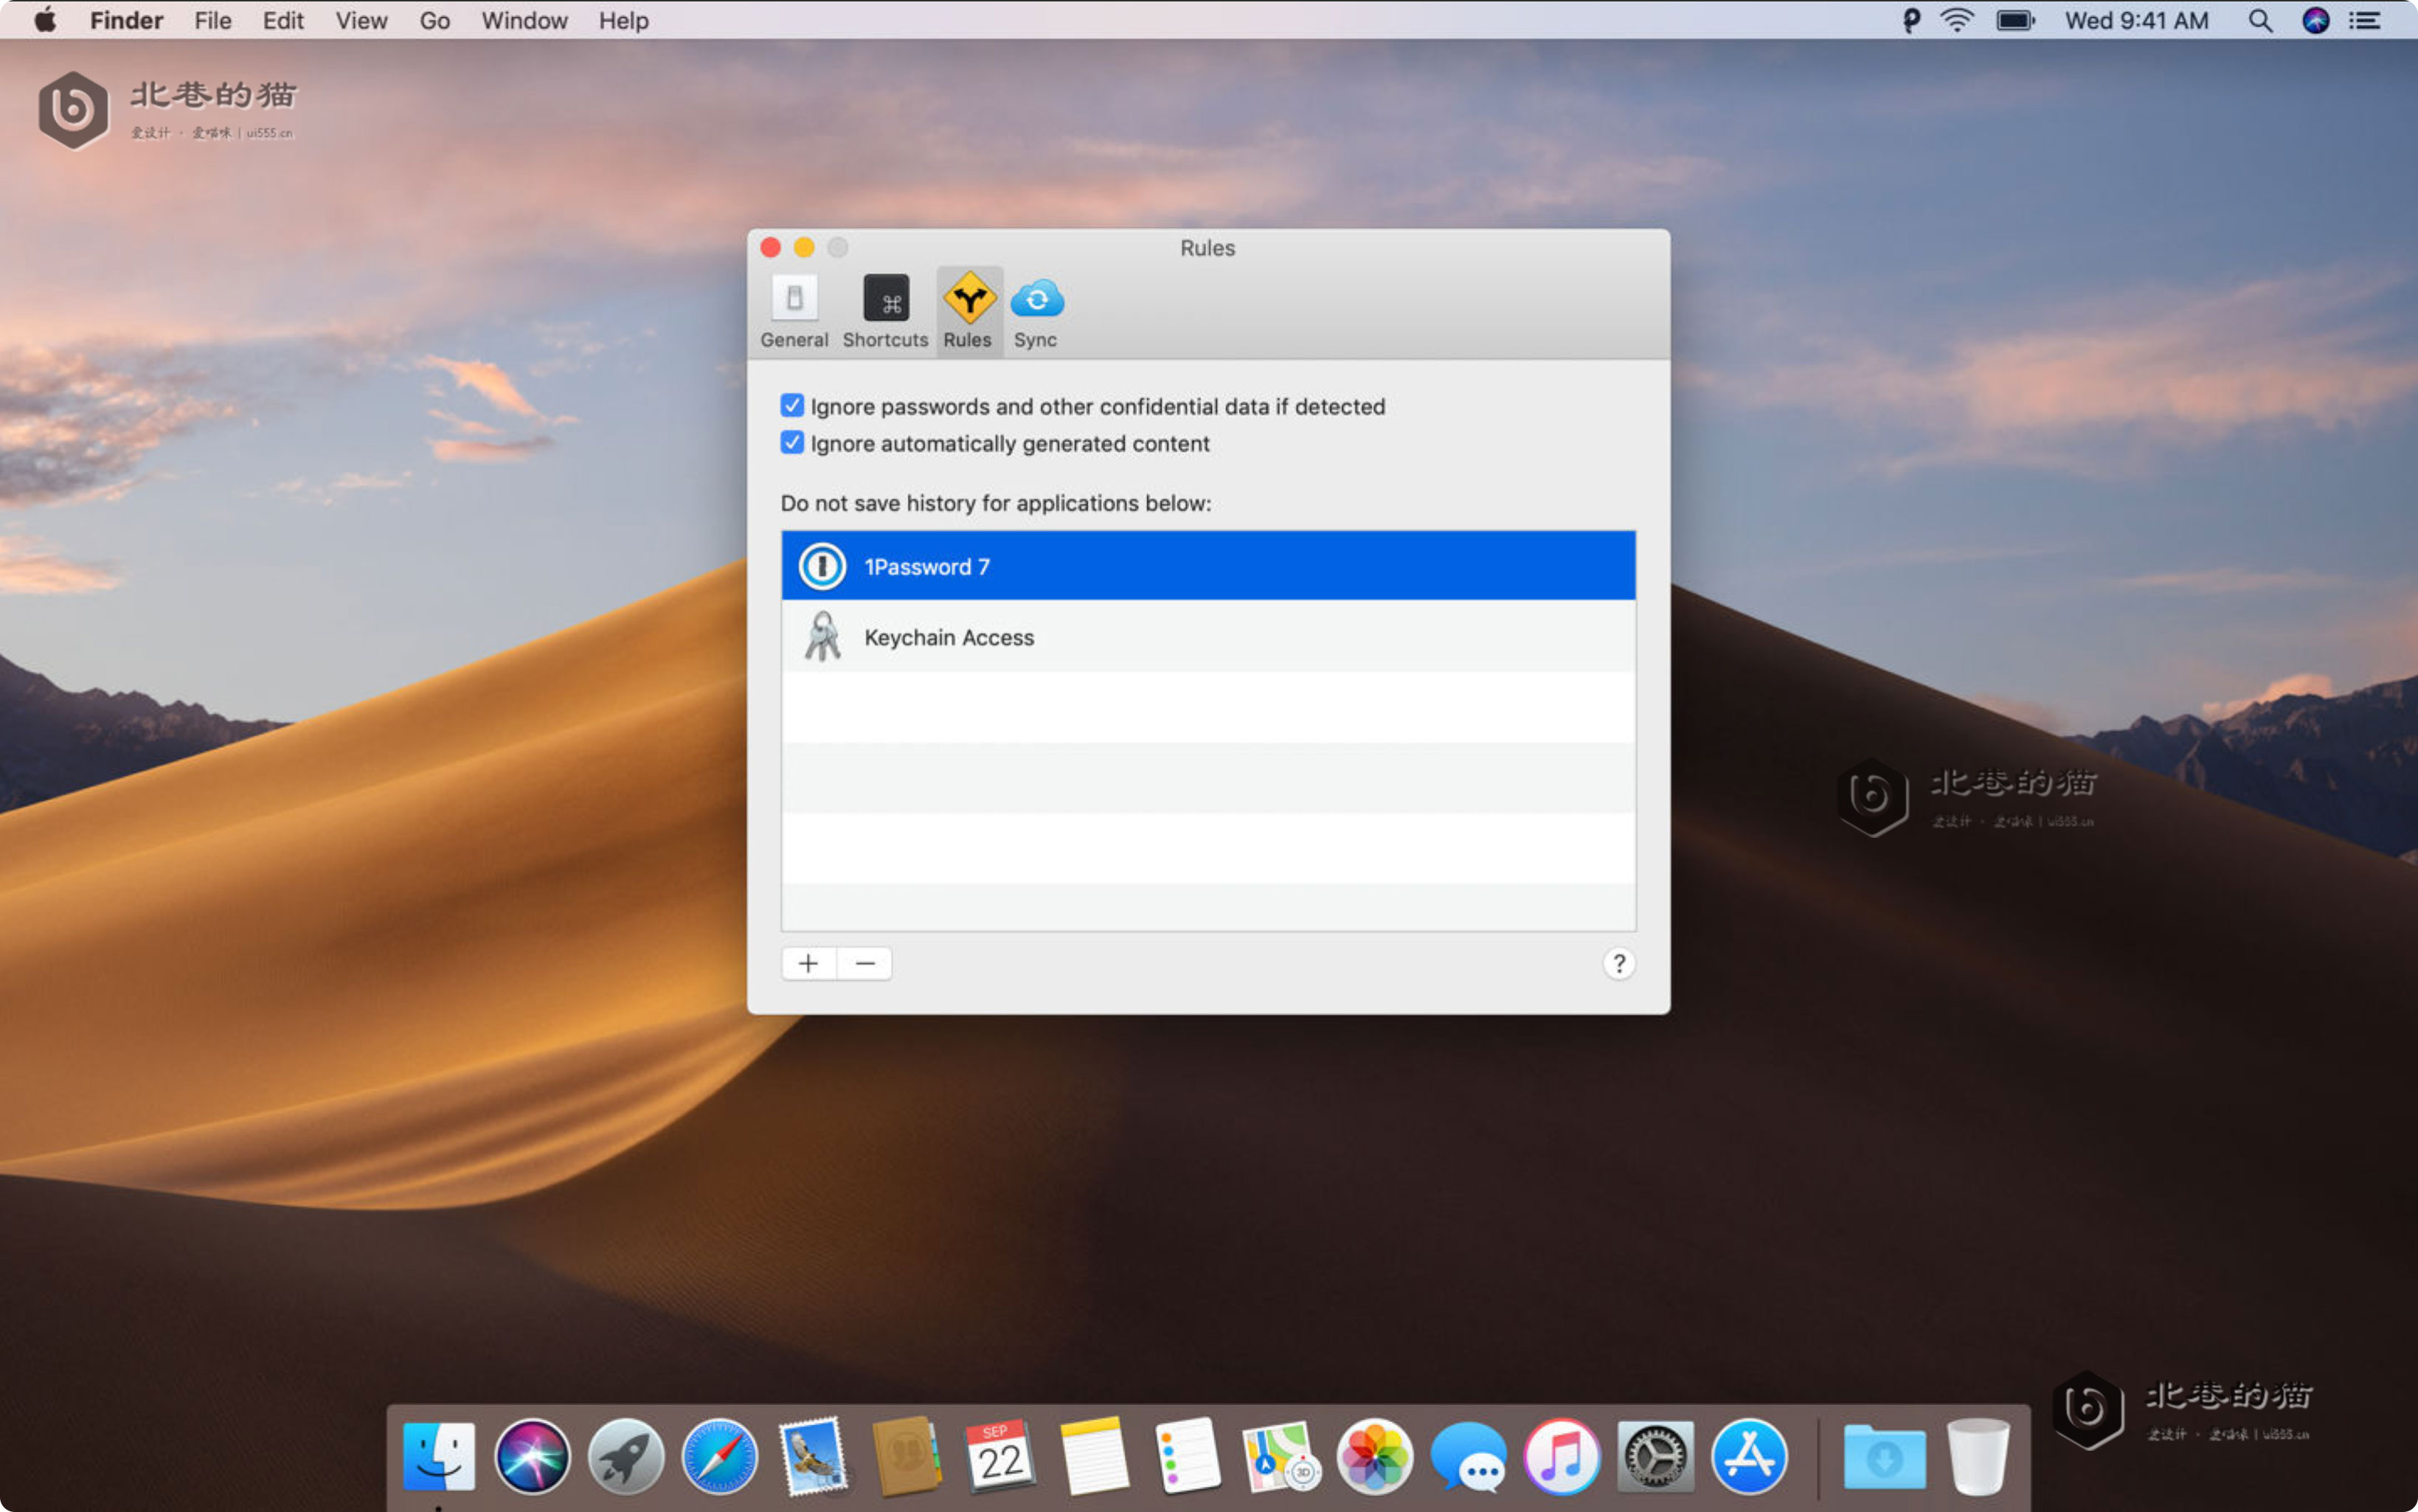 Finder File Edit View Go Window Help
Wed 9:41 AM
北巷的猫
爱设计 · 爱喵咪 | ui555.cn
Rules
General Shortcuts Rules Sync
Ignore passwords and other confidential data if detected
Ignore automatically generated content
Do not save history for applications below:
1Password 7
Keychain Access
+ −
?
北巷的猫
爱设计 · 爱喵咪 | ui555.cn
北巷的猫
爱设计 · 爱喵咪 | ui555.cn
SEP
22
3D